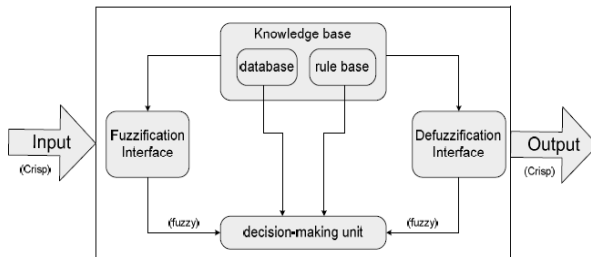 Knowledge base
database
rule base
Input
(Crisp)
Fuzzification
Interface
Defuzzification
Interface
Output
(Crisp)
(fuzzy)
(fuzzy)
decision-making unit